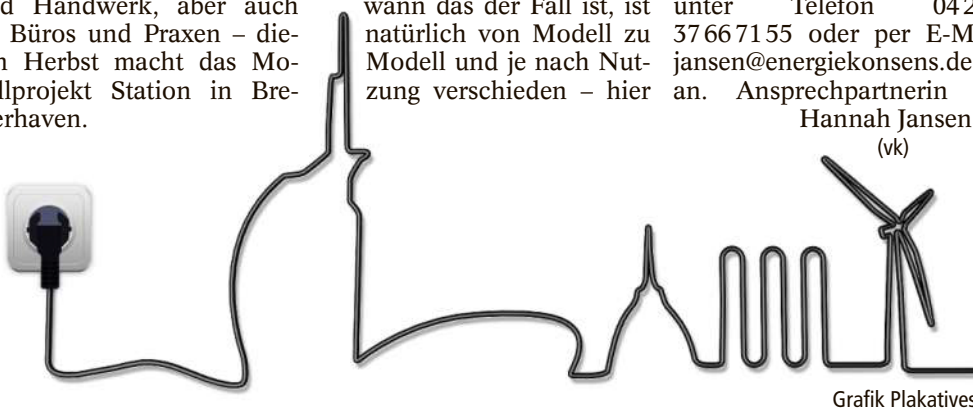 d Handwerk, aber auch
Büros und Praxen – die-
Herbst macht das Mo-
llprojekt Station in Bre-
erhaven.
wann das der Fall ist, ist
natürlich von Modell zu
Modell und je nach Nut-
zung verschieden – hier
unter Telefon 04 2
37 66 71 55 oder per E-M
jansen@energiekonsens.de
an. Ansprechpartnerin
Hannah Jansen
(vk)
Grafik Plakatives